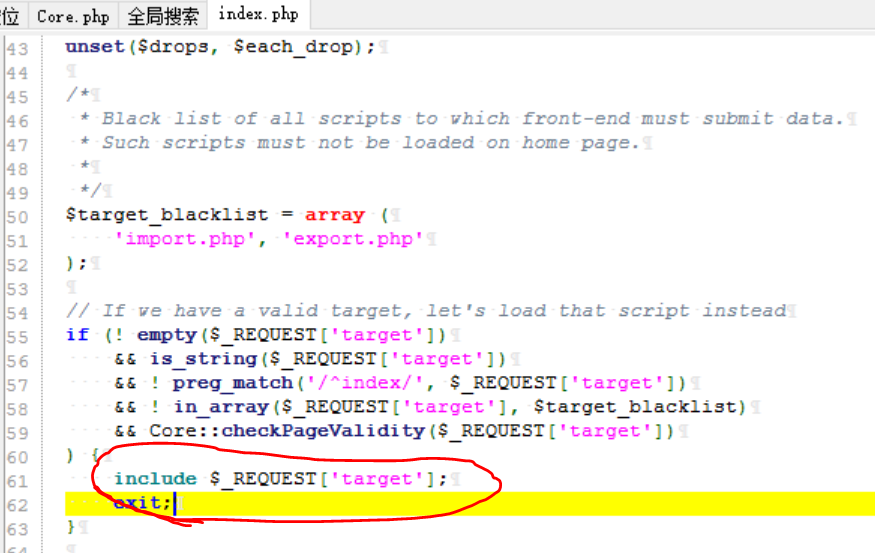 位 Core.php 全局搜索 index.php
43 unset($drops, $each_drop);
44
45 /*
46 * Black list of all scripts to which front-end must submit data.
47 * Such scripts must not be loaded on home page.
48 *
49 */
50 $target_blacklist = array (
51 'import.php', 'export.php'
52 );
53
54 // If we have a valid target, let's load that script instead
55 if (! empty($_REQUEST['target'])
56 && is_string($_REQUEST['target'])
57 && ! preg_match('/^index/', $_REQUEST['target'])
58 && ! in_array($_REQUEST['target'], $target_blacklist)
59 && Core::checkPageValidity($_REQUEST['target'])
60 ) {
61 include $_REQUEST['target'];
62 exit;
63 }
64